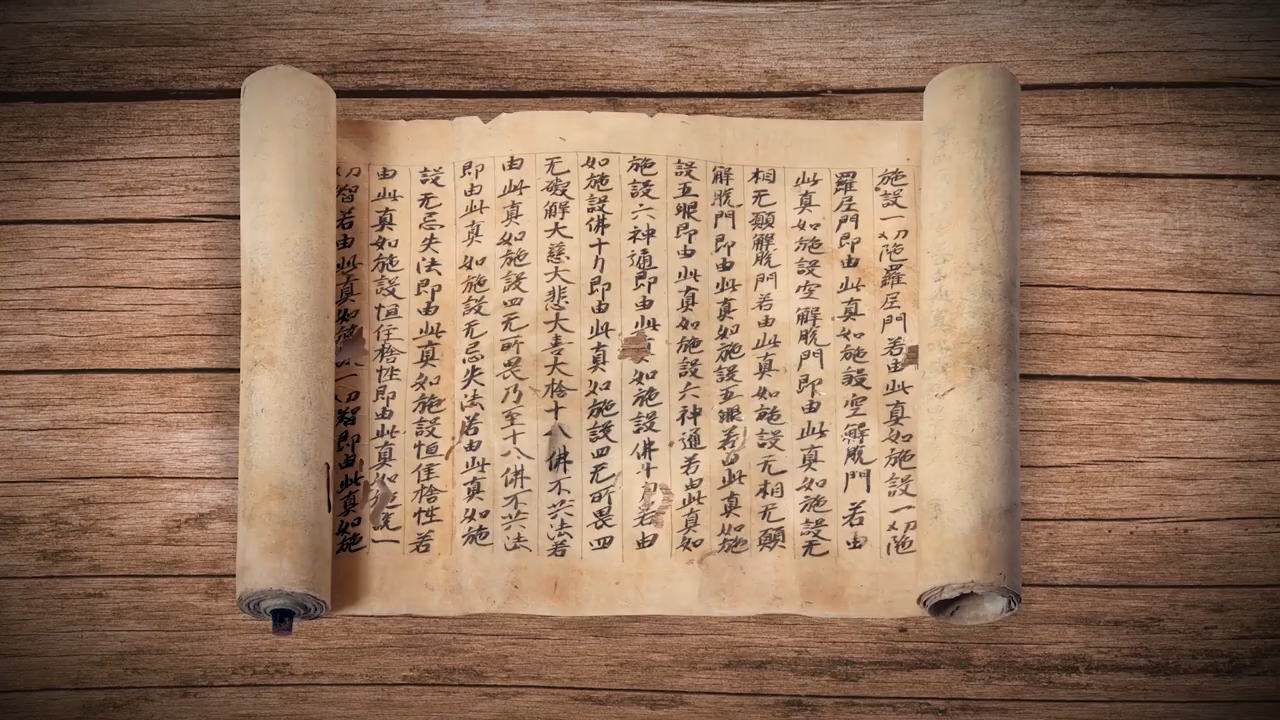 施設一切陁羅尼門若由此真如施設一切陁
羅尼門即由此真如施設空解脫門若由
此真如施設空解脫門即由此真如施設无
相无願解脫門若由此真如施設无相无願
解脫門即由此真如施設五眼若由此真如施
設五眼即由此真如施設六神通若由此真如
施設六神通即由此真如施設佛十力若由
如施設佛十力即由此真如施設四无所畏四
无礙解大慈大悲大喜大捨十八佛不共法若
由此真如施設四无所畏乃至十八佛不共法
即由此真如施設无忘失法若由此真如施
設无忘失法即由此真如施設恒住捨性若
由此真如施設恒住捨性即由此真如施設一
切智若由此真如施一切智即由此真如施